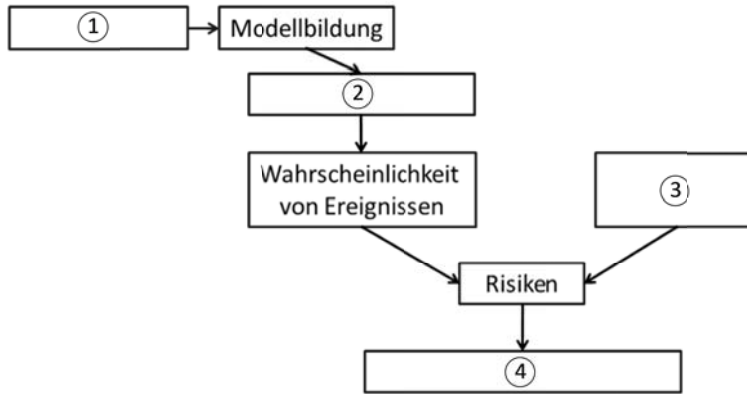 ① Modellbildung
②
Wahrscheinlichkeit
von Ereignissen
③
Risiken
④